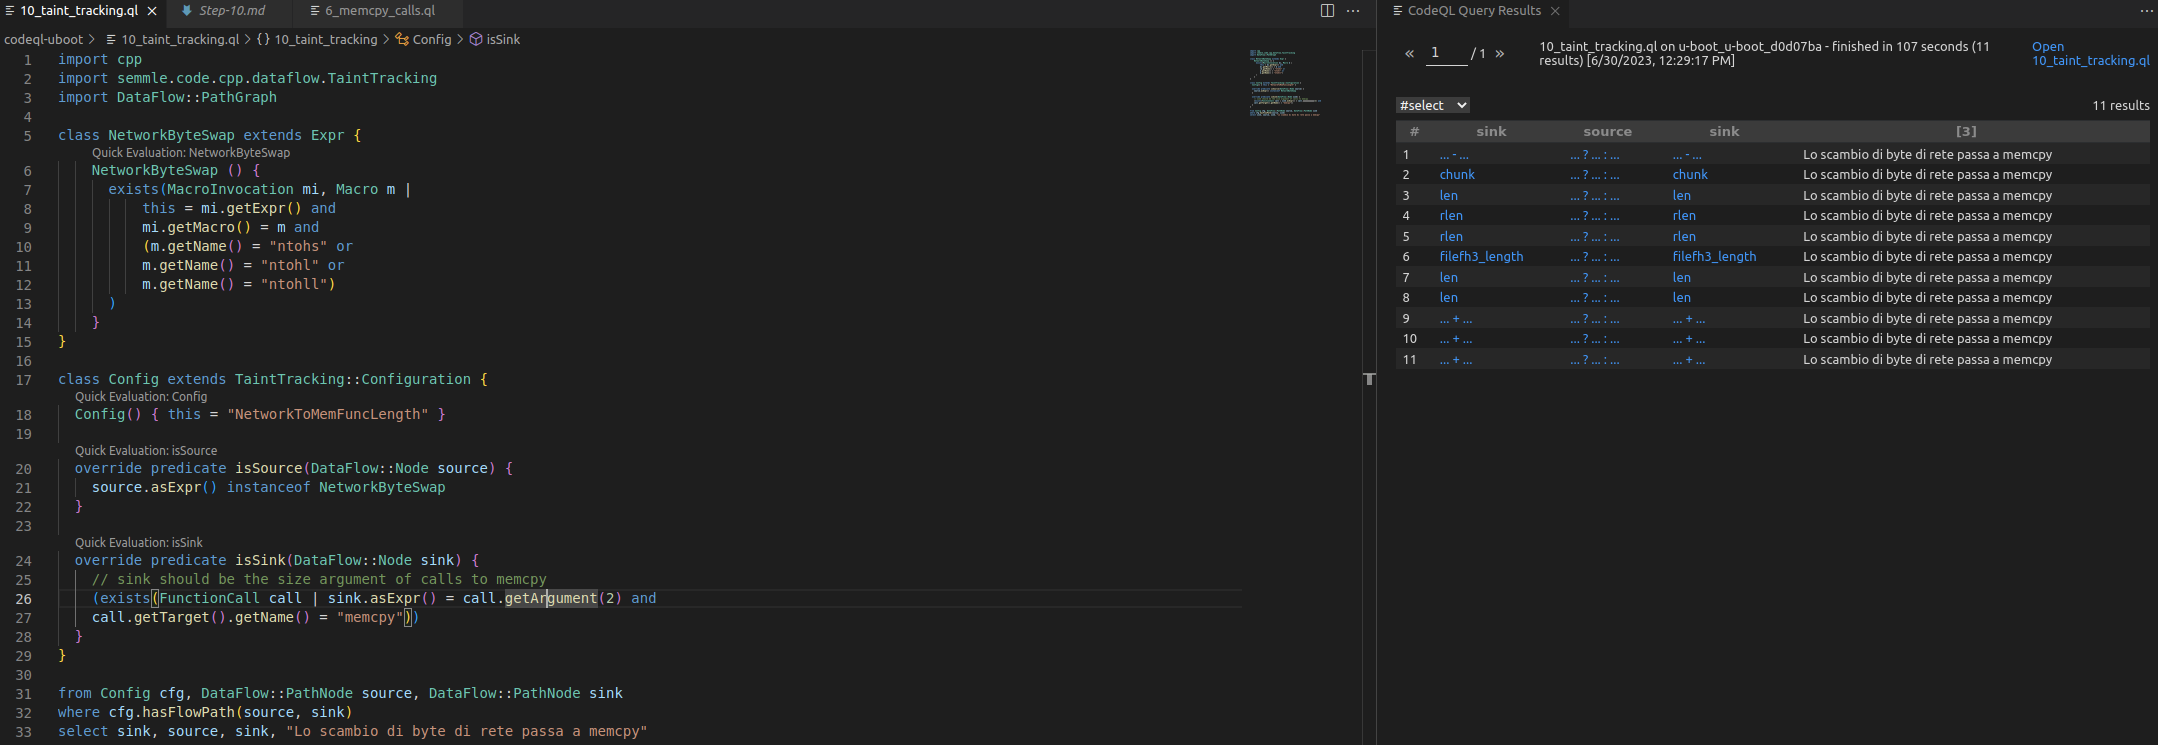 10_taint_tracking.ql
Step-10.md
6_memcpy_calls.ql
codeql-uboot > 10_taint_tracking.ql > {} 10_taint_tracking > Config > isSink
1 import cpp
2 import semmle.code.cpp.dataflow.TaintTracking
3 import DataFlow::PathGraph
4
5 class NetworkByteSwap extends Expr {
Quick Evaluation: NetworkByteSwap
6 NetworkByteSwap () {
7 exists(MacroInvocation mi, Macro m |
8 this = mi.getExpr() and
9 mi.getMacro() = m and
10 (m.getName() = "ntohs" or
11 m.getName() = "ntohl" or
12 m.getName() = "ntohll")
13 )
14 }
15 }
16
17 class Config extends TaintTracking::Configuration {
Quick Evaluation: Config
18 Config() { this = "NetworkToMemFuncLength" }
19
Quick Evaluation: isSource
20 override predicate isSource(DataFlow::Node source) {
21 source.asExpr() instanceof NetworkByteSwap
22 }
23
Quick Evaluation: isSink
24 override predicate isSink(DataFlow::Node sink) {
25 // sink should be the size argument of calls to memcpy
26 (exists(FunctionCall call | sink.asExpr() = call.getArgument(2) and
27 call.getTarget().getName() = "memcpy"))
28 }
29 }
30
31 from Config cfg, DataFlow::PathNode source, DataFlow::PathNode sink
32 where cfg.hasFlowPath(source, sink)
33 select sink, source, sink, "Lo scambio di byte di rete passa a memcpy"
CodeQL Query Results
« 1 / 1 »
10_taint_tracking.ql on u-boot_u-boot_d0d07ba - finished in 107 seconds (11
results) [6/30/2023, 12:29:17 PM]
Open
10_taint_tracking.ql
#select
11 results
# sink source sink [3]
1 ... - ... ... ? ... : ... ... - ... Lo scambio di byte di rete passa a memcpy
2 chunk ... ? ... : ... chunk Lo scambio di byte di rete passa a memcpy
3 len ... ? ... : ... len Lo scambio di byte di rete passa a memcpy
4 rlen ... ? ... : ... rlen Lo scambio di byte di rete passa a memcpy
5 rlen ... ? ... : ... rlen Lo scambio di byte di rete passa a memcpy
6 filefh3_length ... ? ... : ... filefh3_length Lo scambio di byte di rete passa a memcpy
7 len ... ? ... : ... len Lo scambio di byte di rete passa a memcpy
8 len ... ? ... : ... len Lo scambio di byte di rete passa a memcpy
9 ... + ... ... ? ... : ... ... + ... Lo scambio di byte di rete passa a memcpy
10 ... + ... ... ? ... : ... ... + ... Lo scambio di byte di rete passa a memcpy
11 ... + ... ... ? ... : ... ... + ... Lo scambio di byte di rete passa a memcpy